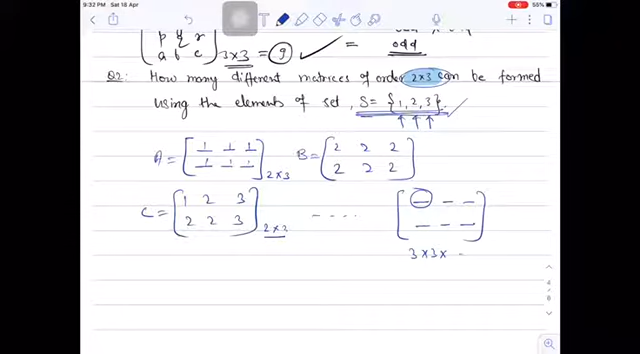 9:32 PM Sat 18 Apr
55%
[ p q r
a b c ] 3×3 = 9 = odd
Q2: How many different matrices of order 2×3 can be formed
using the elements of set, S = {1, 2, 3}.
A = [ 1 1 1
1 1 1 ] 2×3 B = [ 2 2 2
2 2 2 ]
C = [ 1 2 3
2 2 3 ] 2×3 .... [ _ _ _
_ _ _ ]
3×3×